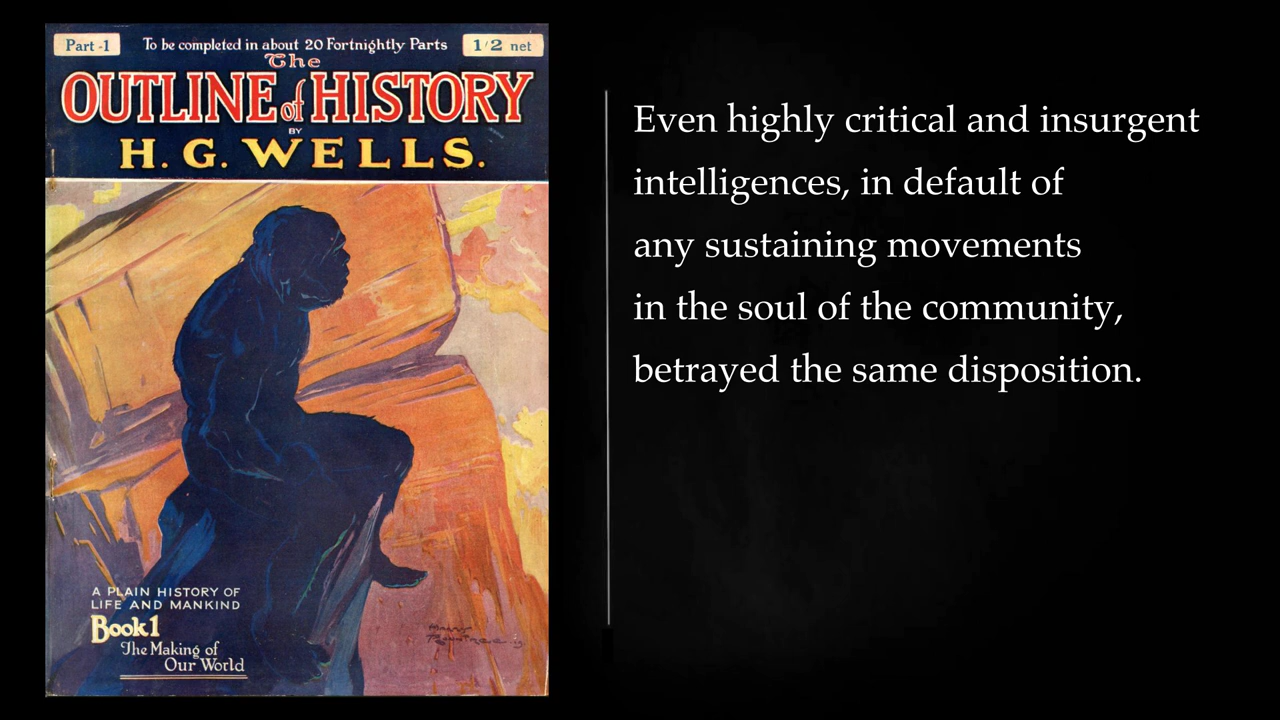 Part -1
To be completed in about 20 Fortnightly Parts
1/2 net
The
OUTLINE of HISTORY
BY
H. G. WELLS.
A PLAIN HISTORY OF
LIFE AND MANKIND
Book 1
The Making of
Our World
Even highly critical and insurgent
intelligences, in default of
any sustaining movements
in the soul of the community,
betrayed the same disposition.